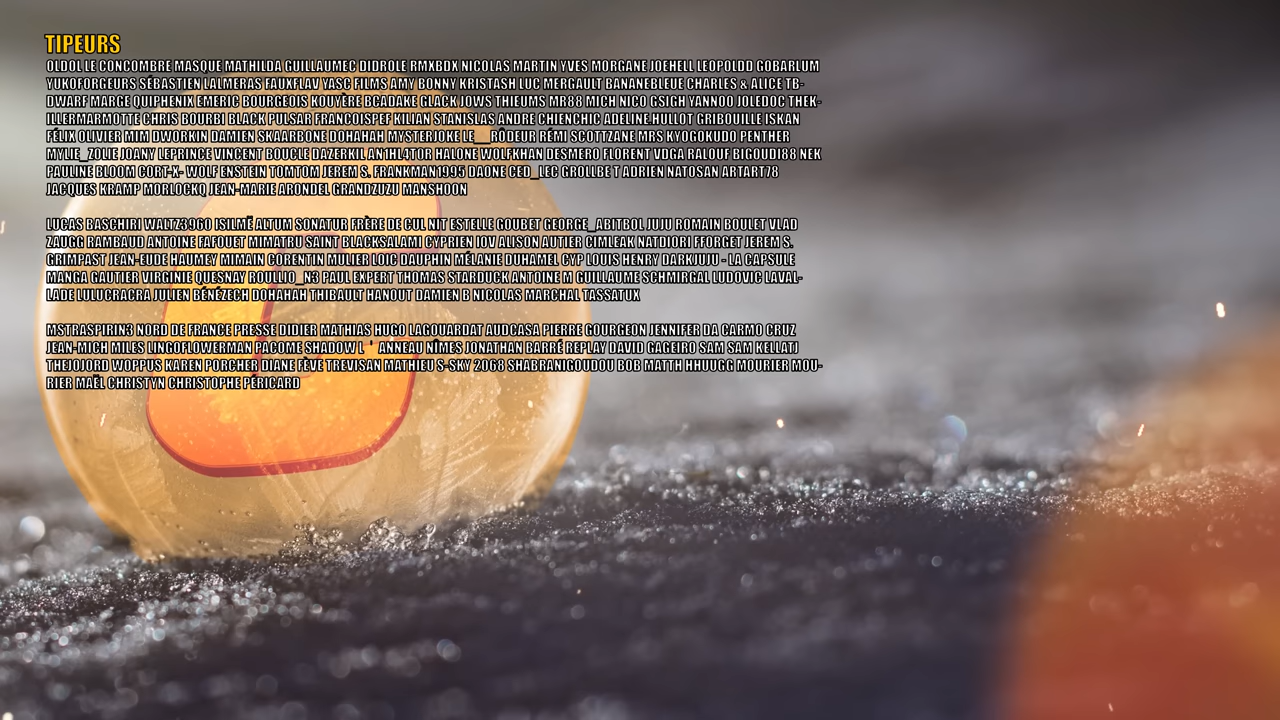 TIPEURS
OLDOL LE CONCOMBRE MASQUE MATHILDA GUILLAUMEC DIDROLE RMXBDX NICOLAS MARTIN YVES MORGANE JOEHELL LEOPOLDD GOBARLUM
YUKOFORGEURS SÉBASTIEN LALMERAS FAUXFLAV YASC FILMS AMY RONNY KRISTASH LUC MERGAULT BANANEBLEUE CHARLES & ALICE TB-
DWARF MARGE QUIPHENIX EMERIC BOURGEOIS KOUYÈRE BCADAKE GLACK JOWS THIEUMS MR88 MICH NICO GSIGH YANNOO JOLEDOC THEK-
ILLERMARMOTTE CHRIS BOURBI BLACK PULSAR FRANCOISPEF KILIAN STANISLAS ANDRE CHIENCHIC ADELINE.HULLOT GRIBOUILLE ISKAN
FÉLIX OLIVIER MIM DWORKIN DAMIEN SKAARBONE DOHAHAH MYSTERJOKE LE__RÔDEUR RÉMI SCOTTZANE MRS KYOGOKUDO PENTHER
MYLIE_ZOLIE JOANY LEPRINCE VINCENT BOUCLE DAZERKIL AN1HL4TOR HALONE WOLFKHAN DESMERO FLORENT VDGA RALOUF BIGOUDI88 NEK
PAULINE BLOOM CORT-X- WOLF ENSTEIN TOMTOM JEREM S. FRANKMAN1995 DAONE CED_LEC GROLLBE T ADRIEN NATOSAN ARTART78
JACQUES KRAMP MORLOCKQ JEAN-MARIE ARONDEL GRANDZUZU MANSHOON
LUCAS BASCHIRI WALTZ3960 ISILMÊ ALTUM SONATUR FRÈRE DE CUL NIT ESTELLE GOUBET GEORGE_ABITBOL JUJU ROMAIN BOULET VLAD
ZAUGG RAMBAUD ANTOINE FAFOUET MIMATRU SAINT BLACKSALAMI CYPRIEN IOV ALISON AUTIER CIMLEAK NATDIORI FFORGET JEREM S.
GRIMPAST JEAN-EUDE HAUMEY MIMAIN CORENTIN MULIER LOIC DAUPHIN MÉLANIE DUHAMEL CYP LOUIS HENRY DARKJUJU - LA CAPSULE
MANGA GAUTIER VIRGINIE QUESNAY ROULLIO_N3 PAUL EXPERT THOMAS STARDUCK ANTOINE M GUILLAUME SCHMIRGAL LUDOVIC LAVAL-
LADE LULUCRACRA JULIEN BÉNÉZECH DOHAHAH THIBAULT HANOUT DAMIEN B NICOLAS MARCHAL TASSATUX
MSTRASPIRIN3 NORD DE FRANCE PRESSE DIDIER MATHIAS HUGO LAGOUARDAT AUDCASA PIERRE GOURGEON JENNIFER DA CARMO CRUZ
JEAN-MICH MILES LINGOFLOWERMAN PACOME SHADOW L ' ANNEAU NÎMES JONATHAN BARRÉ REPLAY DAVID GAGEIRO SAM SAM KELLATJ
THEJOJORD WOPPUS KAREN PORCHER DIANE FÈVE TREVISAN MATHIEU S-SKY 2068 SHABRANIGOUDOU BOB MATTH HHUUGG MOURIER MOU-
RIER MAËL CHRISTYN CHRISTOPHE PÉRICARD